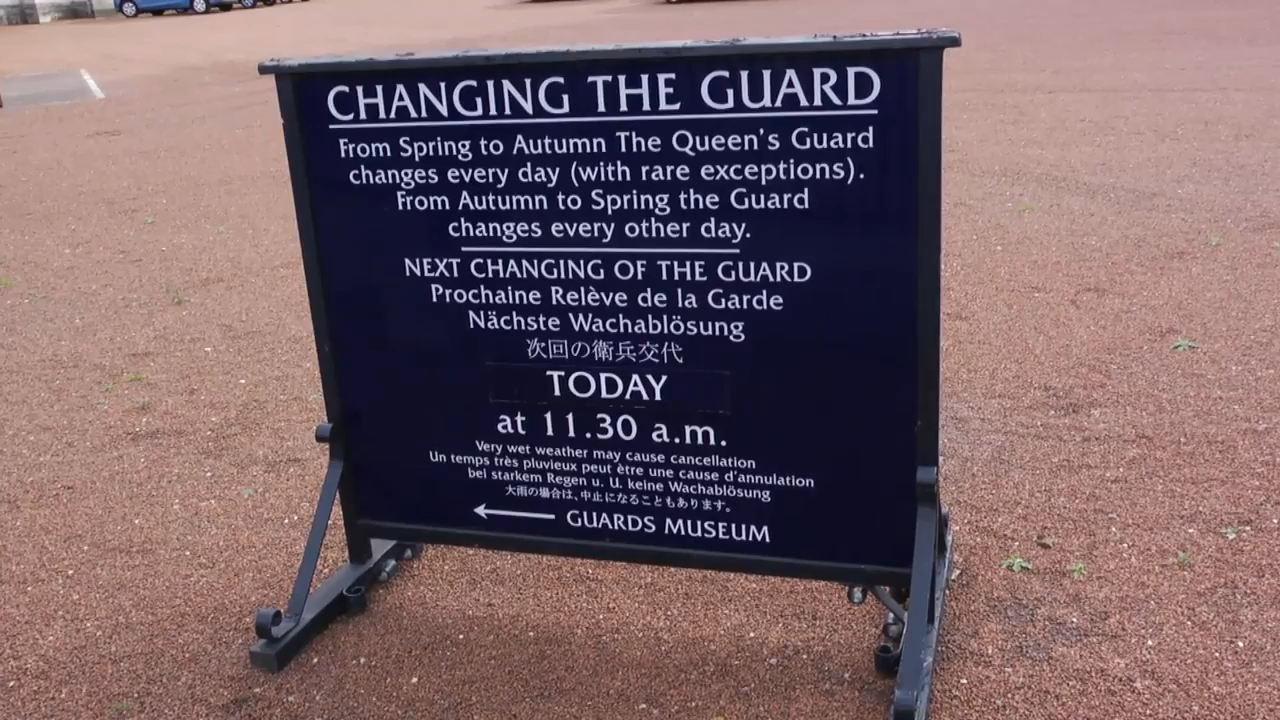 CHANGING THE GUARD
From Spring to Autumn The Queen's Guard
changes every day (with rare exceptions).
From Autumn to Spring the Guard
changes every other day.
NEXT CHANGING OF THE GUARD
Prochaine Relève de la Garde
Nächste Wachablösung
次回の衛兵交代
TODAY
at 11.30 a.m.
Very wet weather may cause cancellation
Un temps très pluvieux peut être une cause d'annulation
bei starkem Regen u. U. keine Wachablösung
大雨の場合は、中止になることもあります。
GUARDS MUSEUM